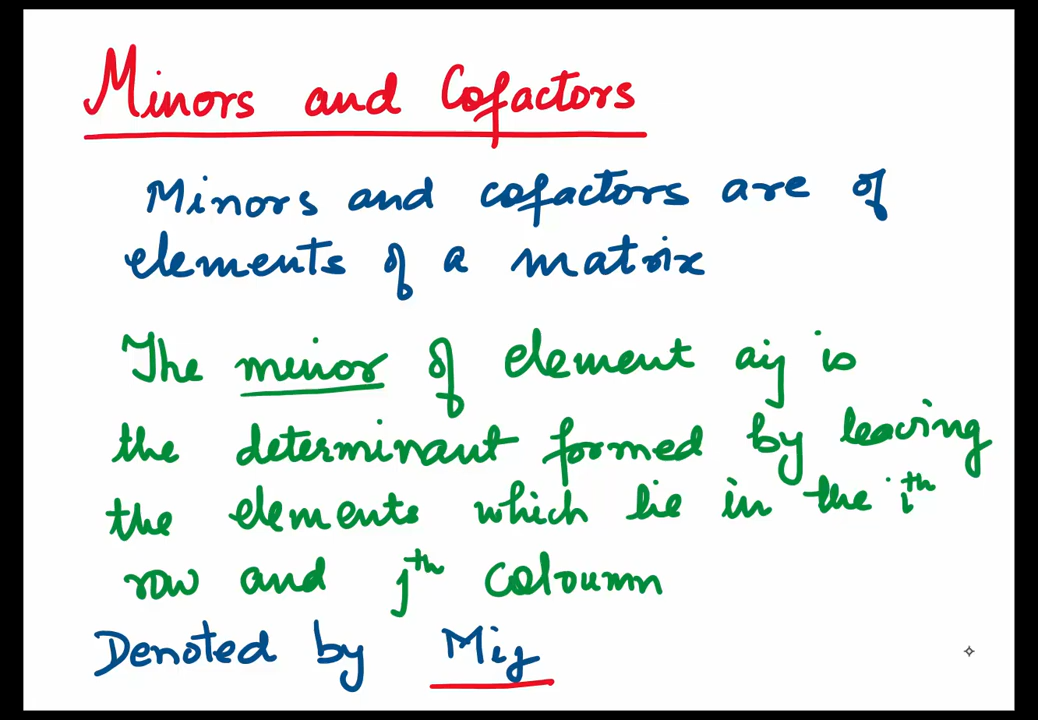 Minors and Cofactors
Minors and cofactors are of
elements of a matrix
The minor of element aij is
the determinant formed by leaving
the elements which lie in the ith
row and jth coloumn
Denoted by Mij